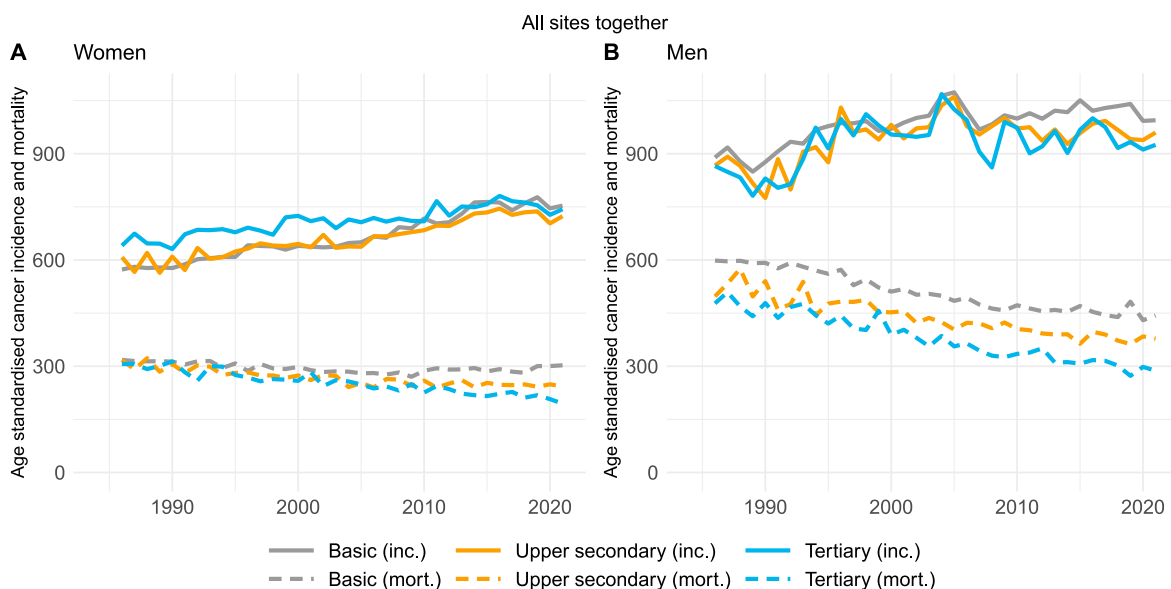 All sites together
A Women
Age standardised cancer incidence and mortality
900
600
300
0
1990 2000 2010 2020
B Men
Age standardised cancer incidence and mortality
900
600
300
0
1990 2000 2010 2020
Basic (inc.) Upper secondary (inc.) Tertiary (inc.)
Basic (mort.) Upper secondary (mort.) Tertiary (mort.)